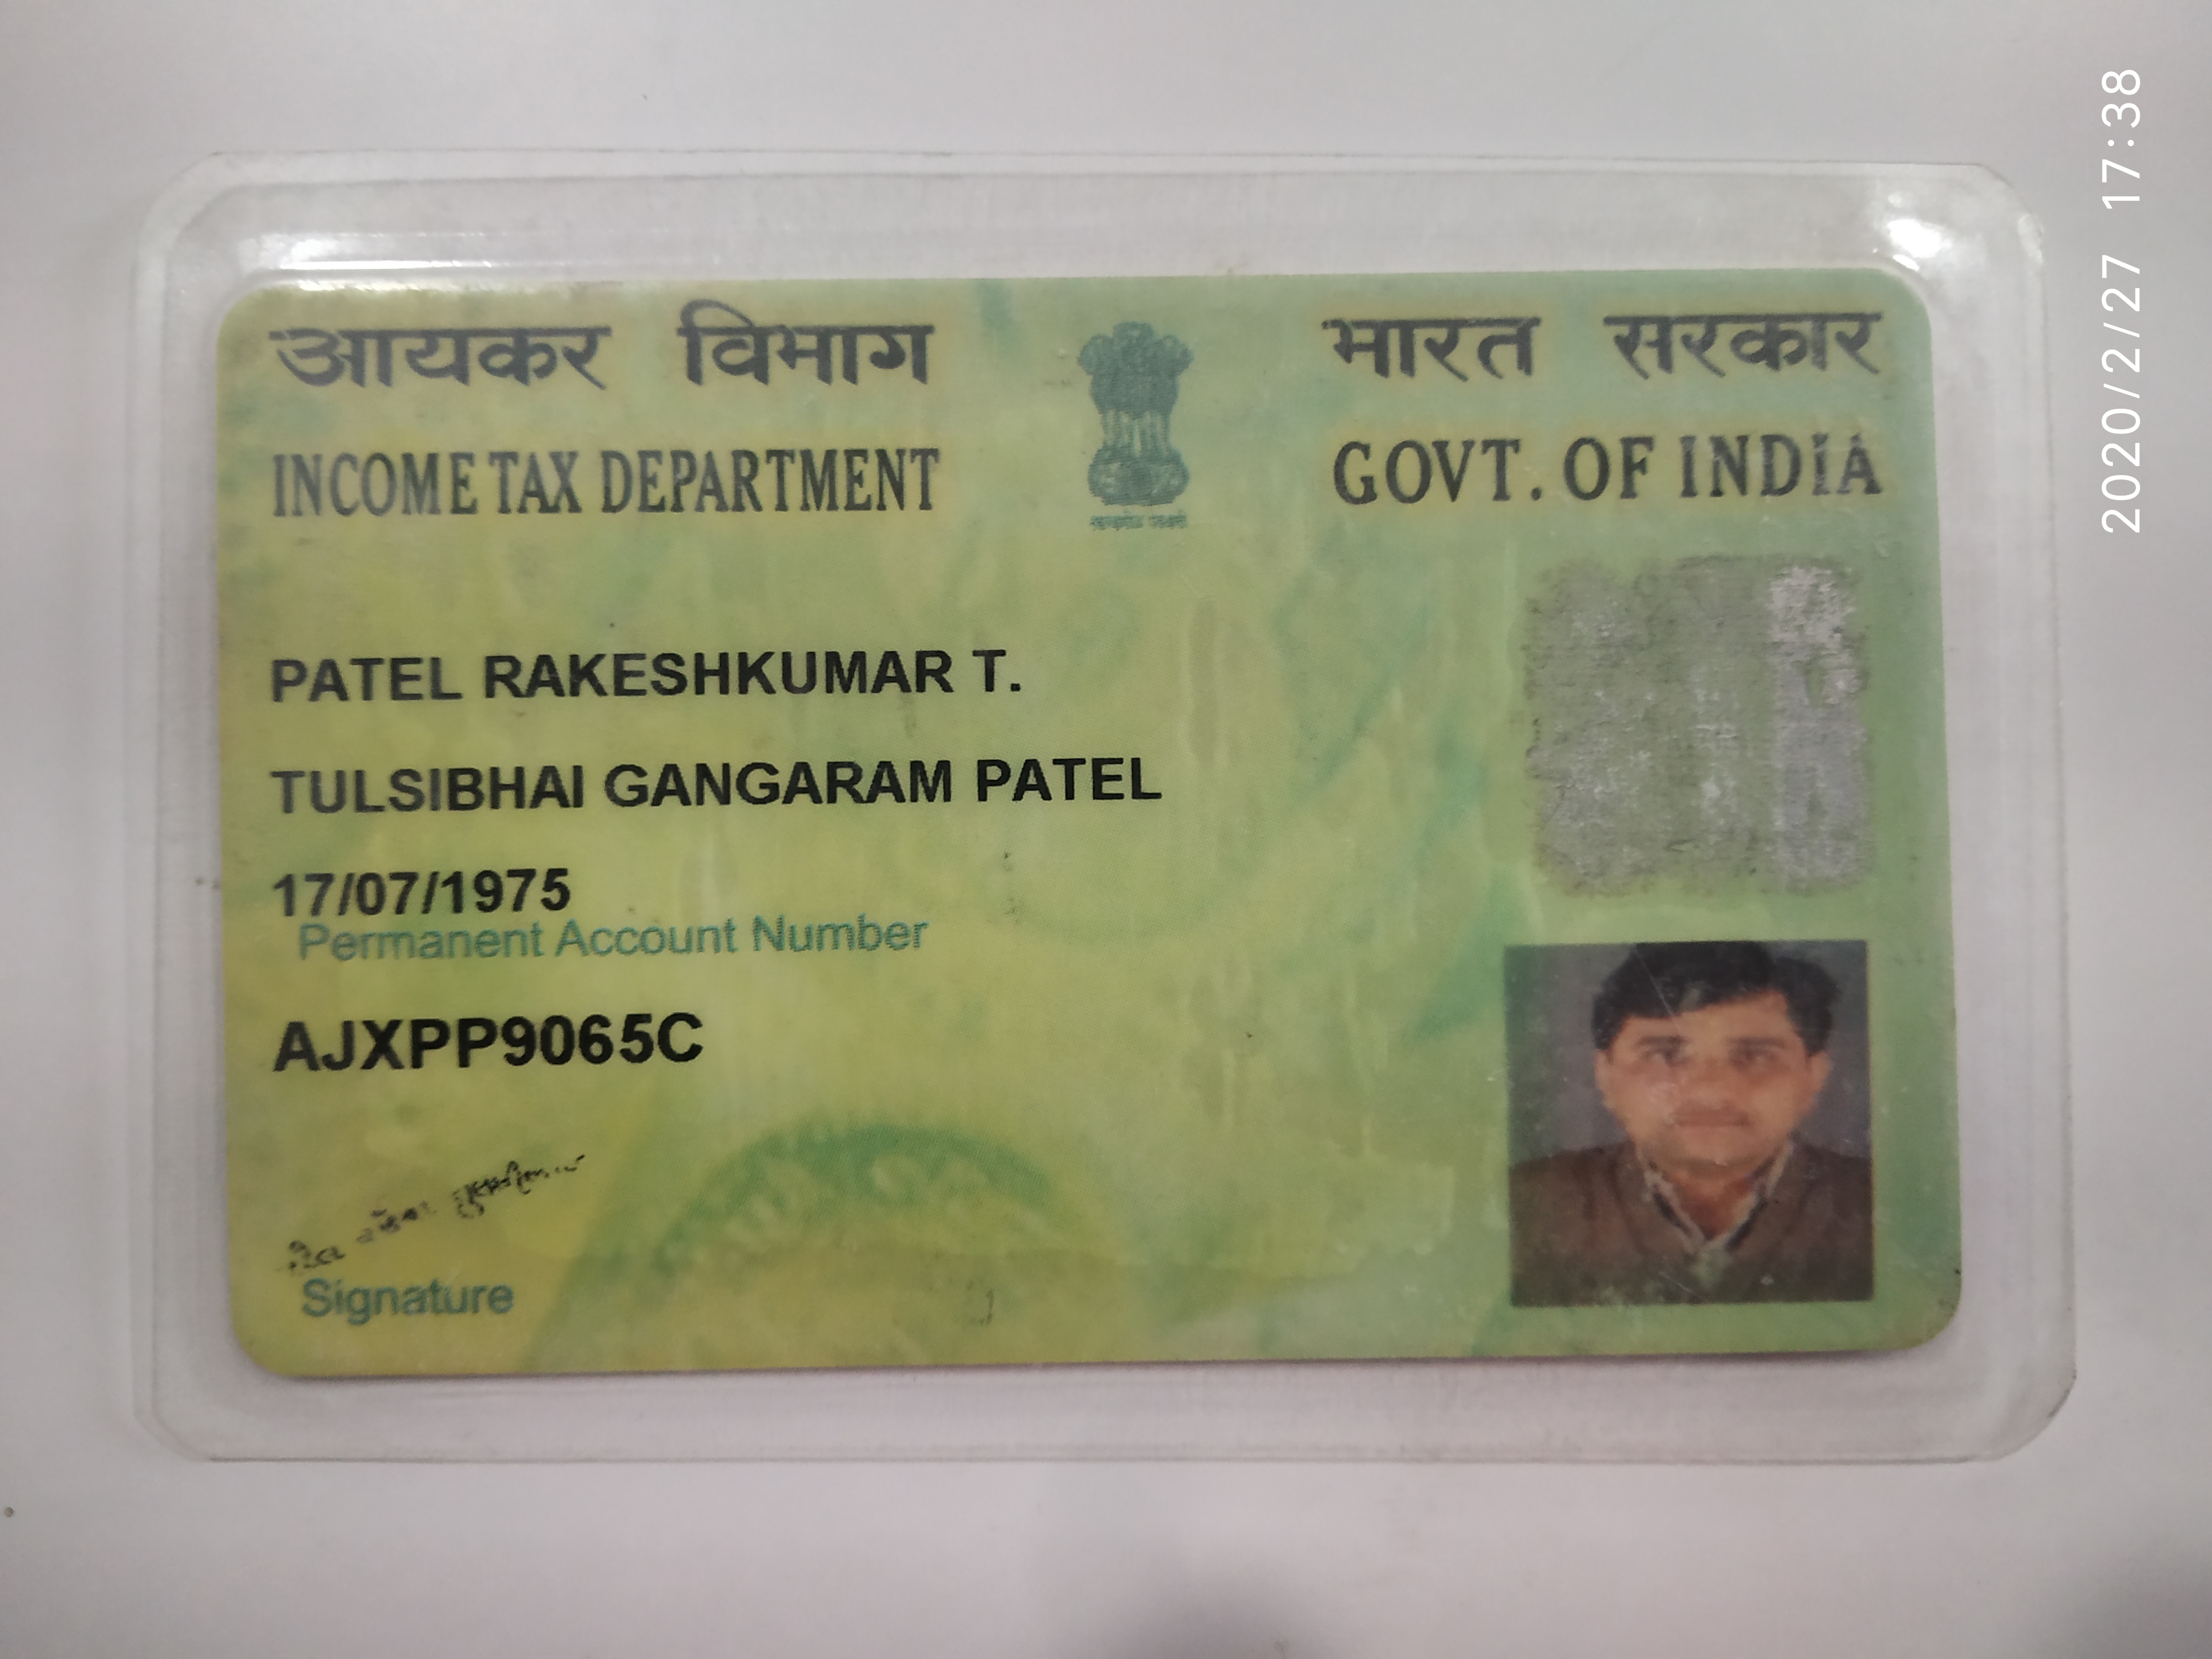 आयकर विभाग
INCOME TAX DEPARTMENT
भारत सरकार
GOVT. OF INDIA
PATEL RAKESHKUMAR T.
TULSIBHAI GANGARAM PATEL
17/07/1975
Permanent Account Number
AJXPP9065C
Signature
2020/2/27 17:38